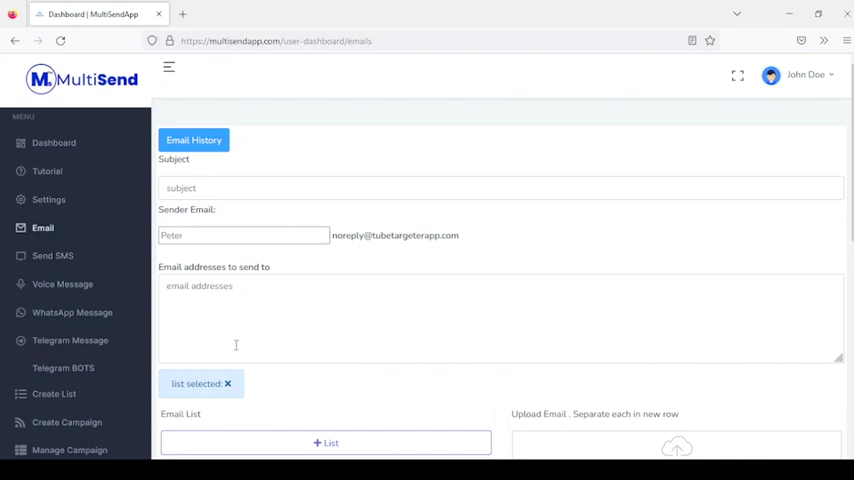 Dashboard | MultiSendApp
https://multisendapp.com/user-dashboard/emails
M. MultiSend
John Doe
MENU
Dashboard
Tutorial
Settings
Email
Send SMS
Voice Message
WhatsApp Message
Telegram Message
Telegram BOTS
Create List
Create Campaign
Manage Campaign
Email History
Subject
subject
Sender Email:
Peter noreply@tubetargeterapp.com
Email addresses to send to
email addresses
list selected: ×
Email List
+ List
Upload Email . Separate each in new row